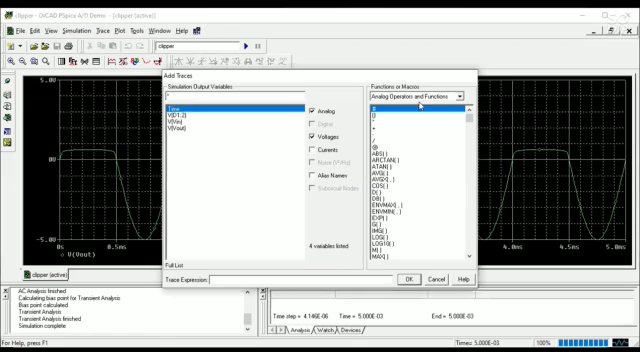 clipper - OrCAD PSpice A/D Demo - [clipper (active)]
File Edit View Simulation Trace Plot Tools Window Help
clipper
Add Traces
Simulation Output Variables
*
Time
V(D1:2)
V(Vin)
V(Vout)
Analog
Digital
Voltages
Currents
Noise (V²/Hz)
Alias Names
Subcircuit Nodes
4 variables listed
Full List
Functions or Macros
Analog Operators and Functions
#
()
*
+
-
/
@
ABS()
ARCTAN()
ATAN()
AVG()
AVGX(,)
COS()
D()
DB()
ENVMAX(,)
ENVMIN(,)
EXP()
G()
IMG()
LOG()
LOG10()
M()
MAX()
Trace Expression:
OK Cancel Help
5.0U
0U
-5.0U
0s 0.5ms 4.0ms 4.5ms 5.0ms
V(Vout)
clipper (active)
AC Analysis finished
Calculating bias point for Transient Analysis
Bias point calculated
Transient Analysis
Transient Analysis finished
Simulation complete
Time step = 4.146E-06 Time = 5.000E-03 End = 5.000E-03
Analysis Watch Devices
For Help, press F1
Time= 5.000E-03 100%